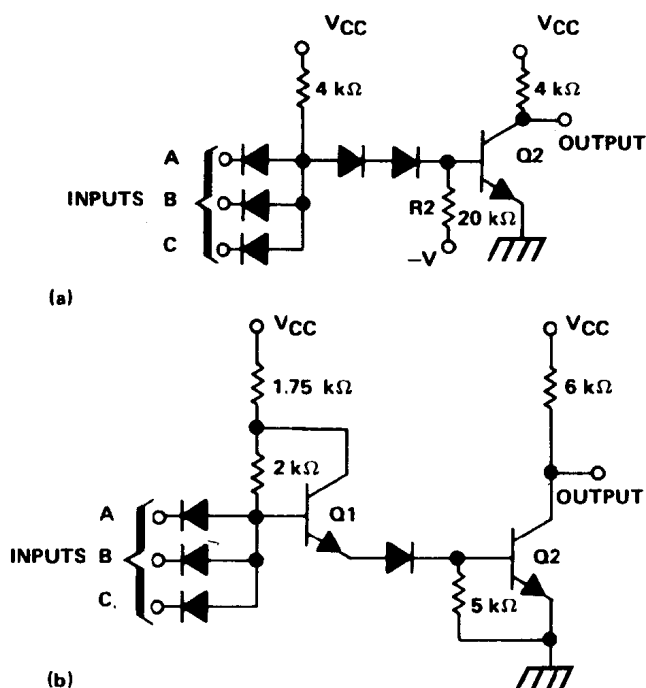 VCC VCC
4 kΩ 4 kΩ
OUTPUT
A
Q2
INPUTS B
R2 20 kΩ
C
−V
(a)
VCC VCC
1.75 kΩ 6 kΩ
2 kΩ
OUTPUT
A Q1
INPUTS B Q2
5 kΩ
C.
(b)